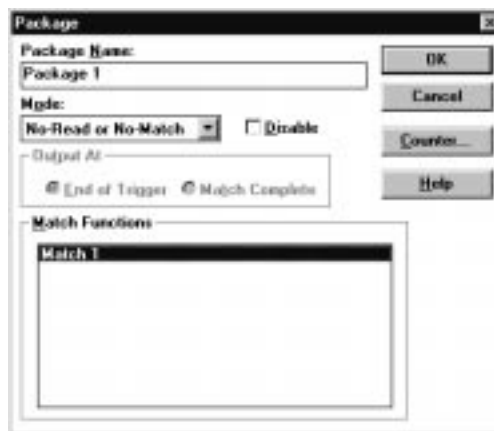 Package
Package Name:
Package 1
Mode:
No-Read or No-Match
Disable
Output At
End of Trigger
Match Complete
Match Functions
Match 1
OK
Cancel
Counter...
Help